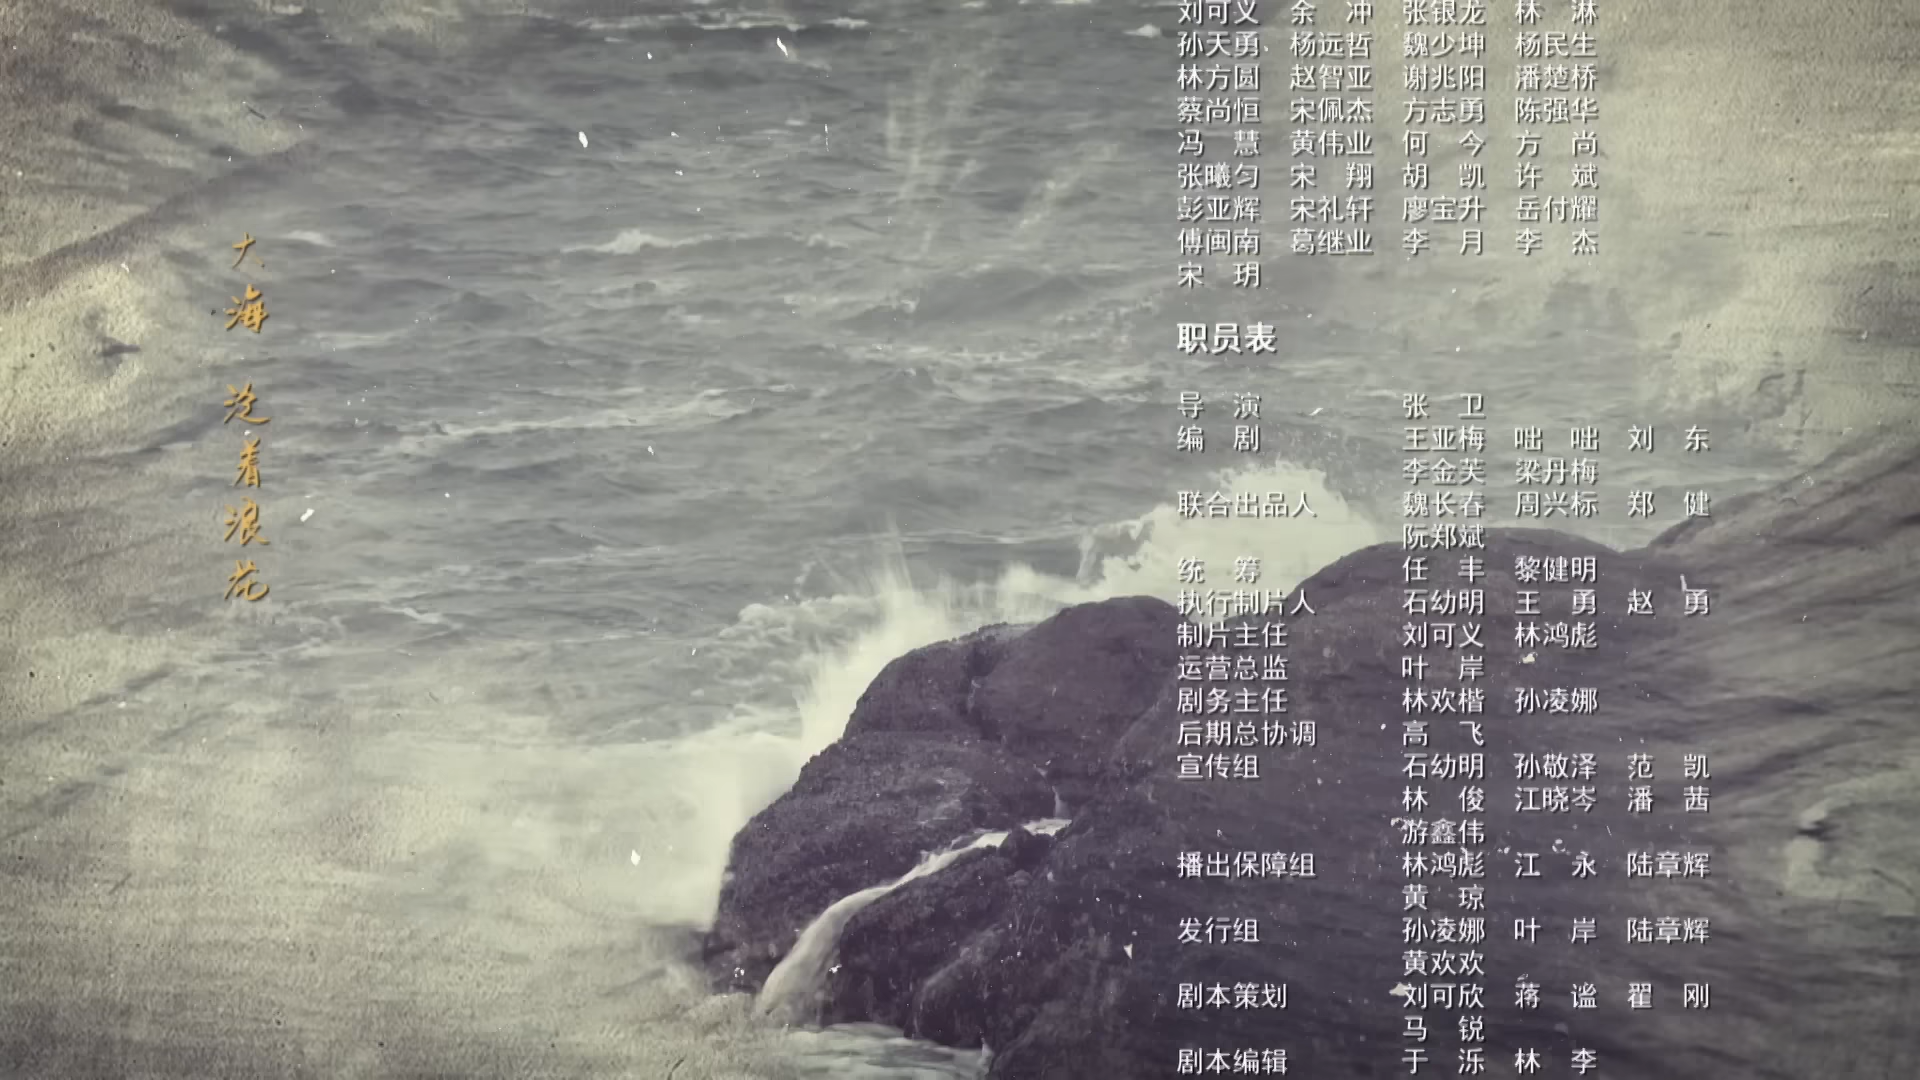 大海 泛着浪花
刘可义 余冲 张银龙 林淋
孙天勇 杨远哲 魏少坤 杨民生
林方圆 赵智亚 谢兆阳 潘楚桥
蔡尚恒 宋佩杰 方志勇 陈强华
冯慧 黄伟业 何今 方尚
张曦匀 宋翔 胡凯 许斌
彭亚辉 宋礼轩 廖宝升 岳付耀
傅闽南 葛继业 李月 李杰
宋玥
职员表
导演 张卫
编剧 王亚梅 咄咄 刘东
李金芙 梁丹梅
联合出品人 魏长春 周兴标 郑健
阮郑斌
统筹 任丰 黎健明
执行制片人 石幼明 王勇 赵勇
制片主任 刘可义 林鸿彪
运营总监 叶岸
剧务主任 林欢楷 孙凌娜
后期总协调 高飞
宣传组 石幼明 孙敬泽 范凯
林俊 江晓岑 潘茜
游鑫伟
播出保障组 林鸿彪 江永 陆章辉
黄琼
发行组 孙凌娜 叶岸 陆章辉
黄欢欢
剧本策划 刘可欣 蒋谧 翟刚
马锐
剧本编辑 于泺 林李